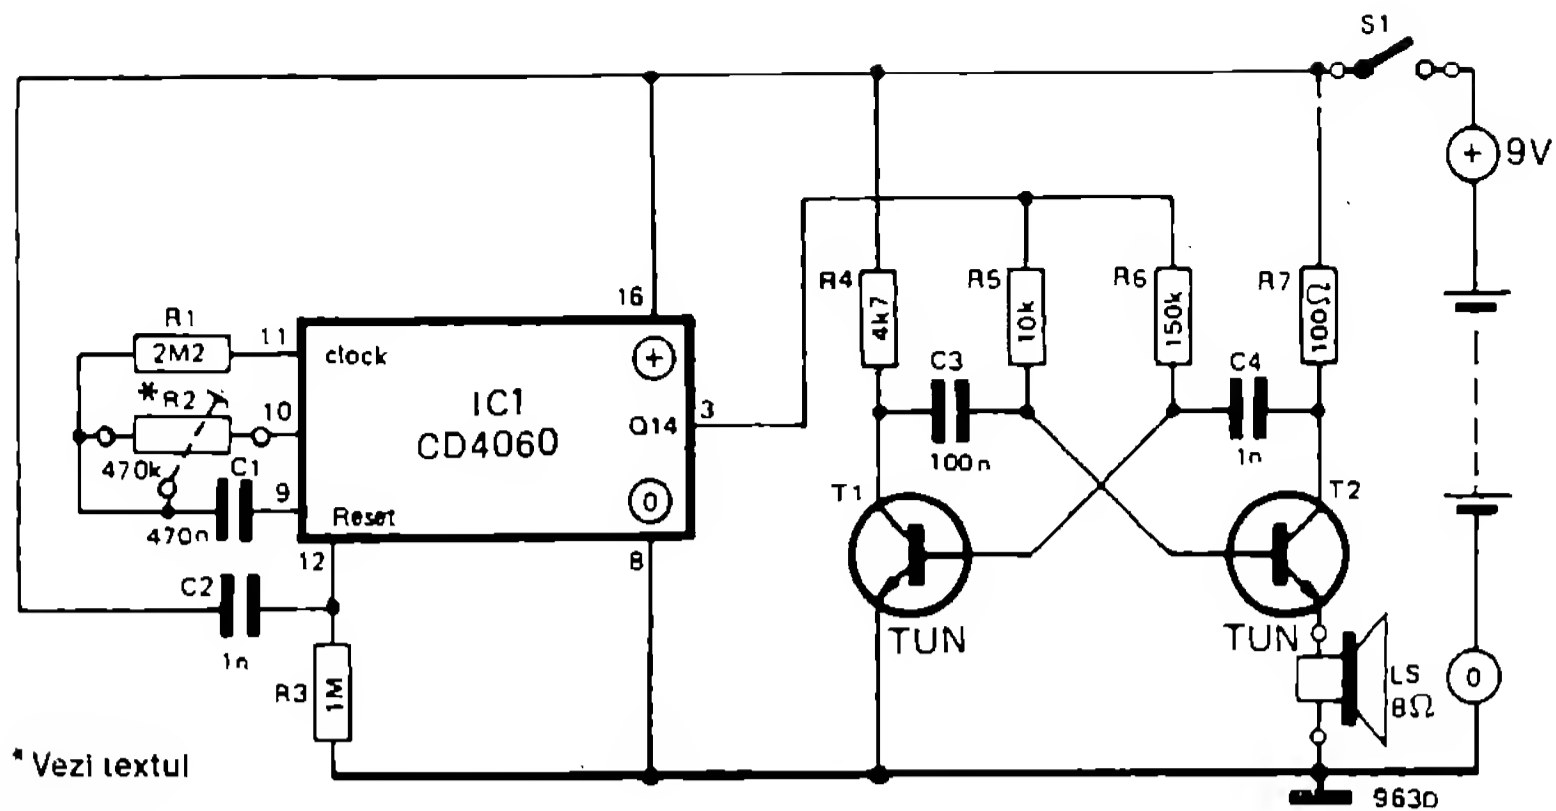 S1
+
9V
R4
4k7
R5
10k
R6
150k
R7
100Ω
16
R1
2M2
11
clock
+
C3
C4
*R2
10
IC1
CD4060
Q14
3
470k
C1
100n
1n
9
0
T1
T2
470n
Reset
12
8
C2
1n
TUN
TUN
R3
1M
LS
8Ω
0
* Vezi textul
963D